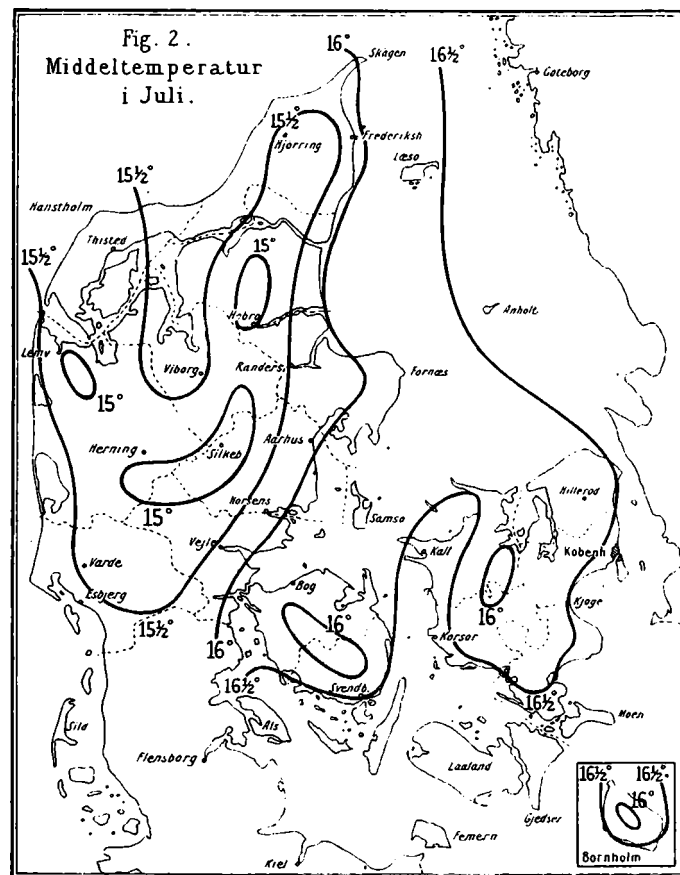 Fig. 2.
Middeltemperatur
i Juli.
16°
Skagen
16½°
Goteborg
15½°
Hjørring
Frederiksh
Læsø
15½°
Hanstholm
Thisted
15½°
15°
Hobro
Anholt
Lemv
15°
Viborg
Randers
Fornæs
Herning
Silkeb
Aarhus
15°
Horsens
Samsø
Hillerød
Vejle
Kall
Københ
Varde
Esbjerg
Bog
16°
16°
Kjøge
15½°
16°
Korsør
16½°
Svendb.
16½°
Møen
Sild
Als
Flensborg
Laaland
Gjedser
Femern
Kiel
16½°
16½°
16°
Bornholm